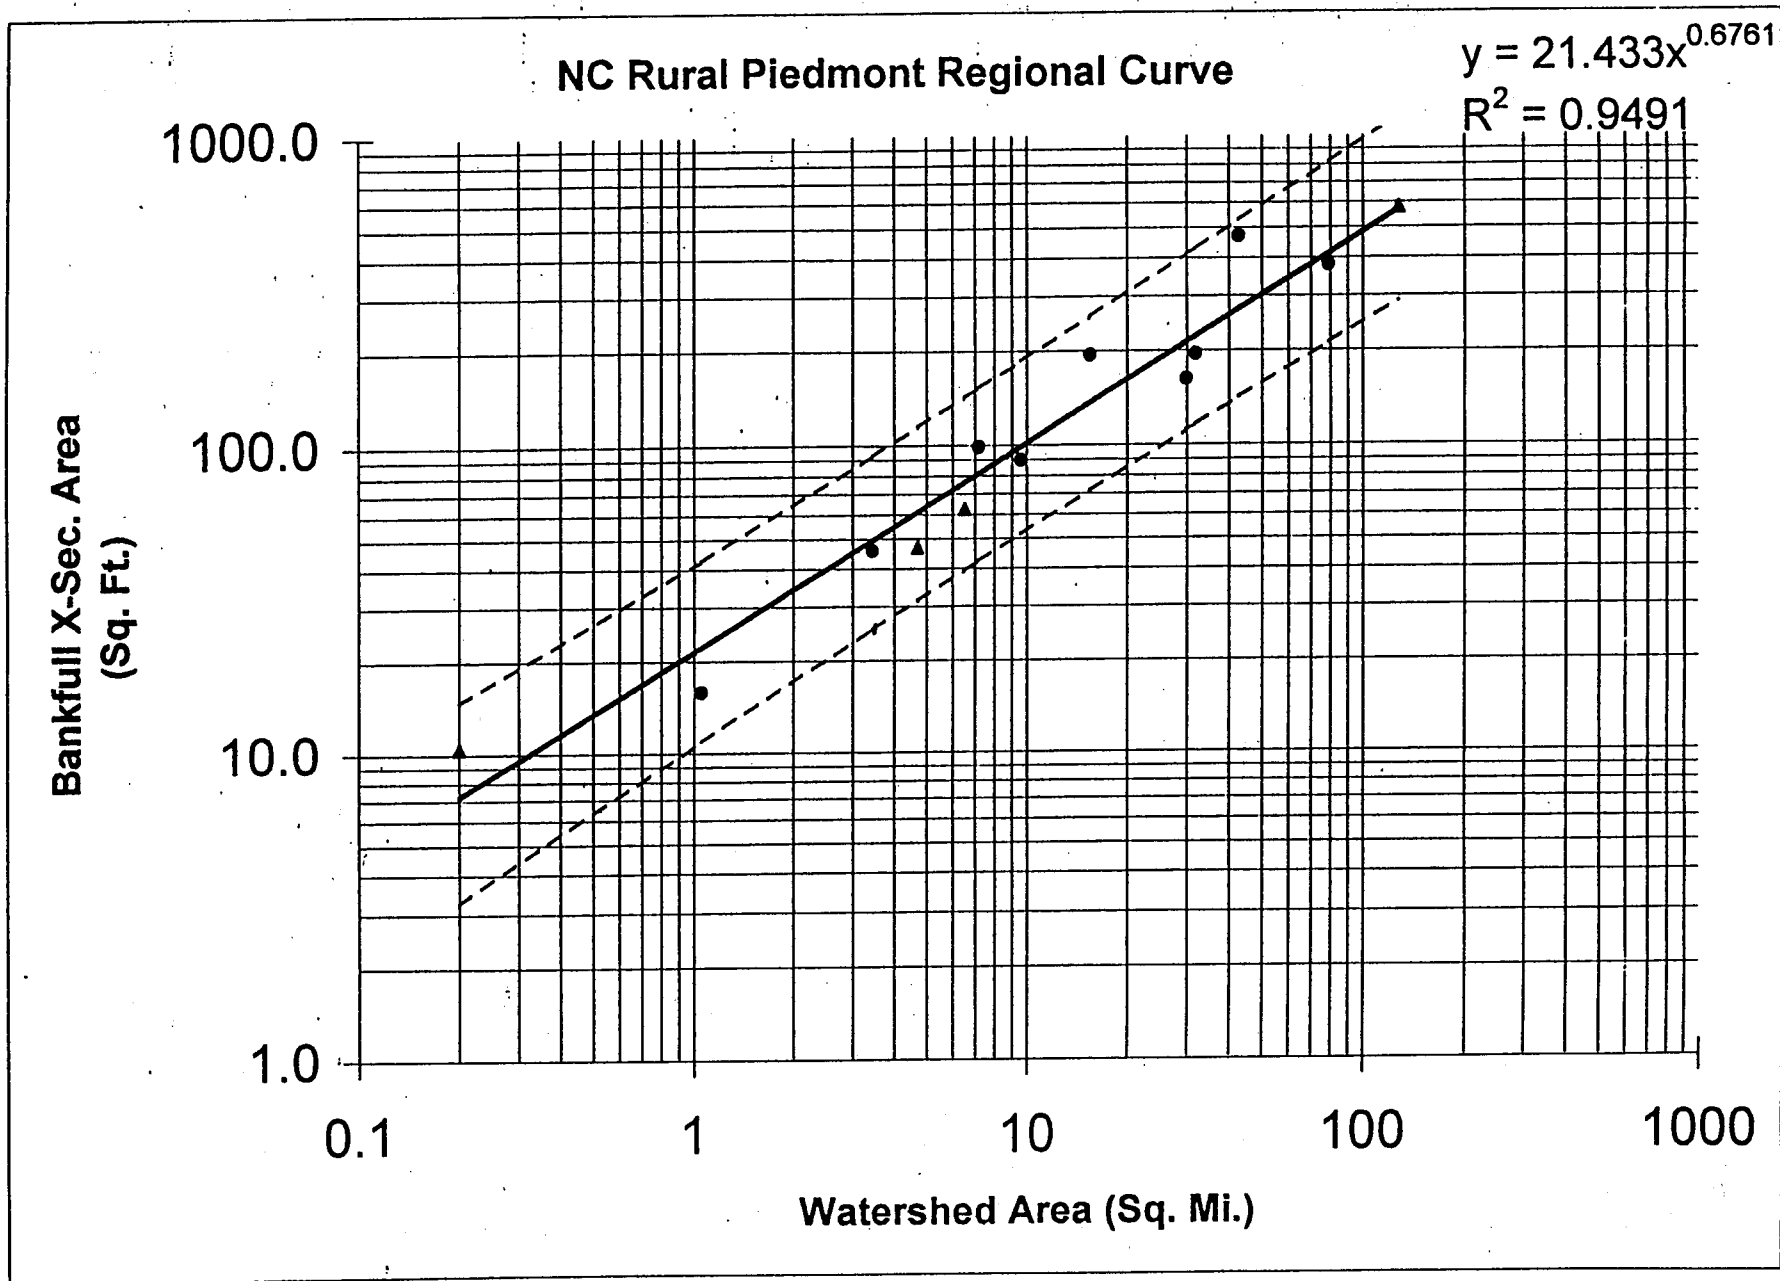 NC Rural Piedmont Regional Curve
y = 21.433x^0.6761
R² = 0.9491
1000.0
100.0
10.0
1.0
Bankfull X-Sec. Area
(Sq. Ft.)
0.1 1 10 100 1000
Watershed Area (Sq. Mi.)